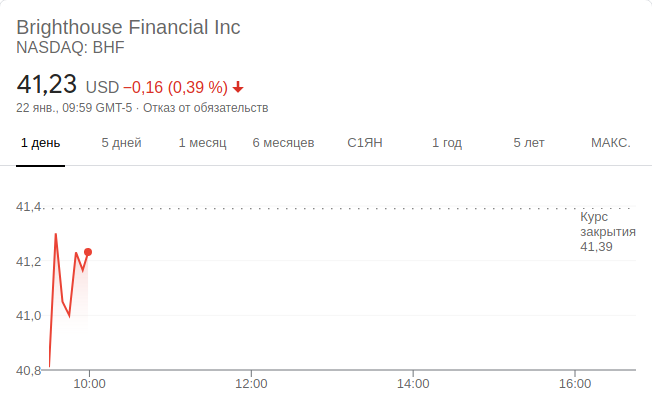 Brighthouse Financial Inc
NASDAQ: BHF
41,23 USD −0,16 (0,39 %)
22 янв., 09:59 GMT-5 · Отказ от обязательств
1 день 5 дней 1 месяц 6 месяцев С1ЯН 1 год 5 лет МАКС.
41,4
Курс
закрытия
41,39
41,2
41,0
40,8
10:00 12:00 14:00 16:00